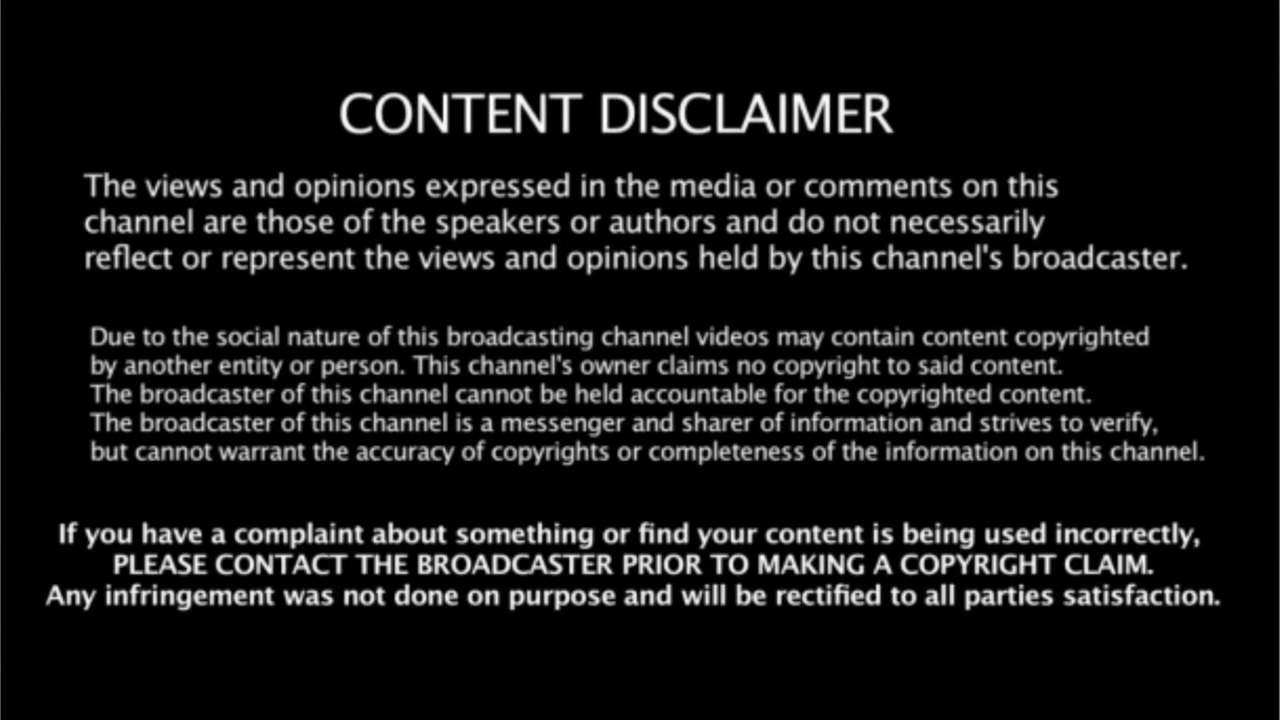 CONTENT DISCLAIMER
The views and opinions expressed in the media or comments on this
channel are those of the speakers or authors and do not necessarily
reflect or represent the views and opinions held by this channel's broadcaster.
Due to the social nature of this broadcasting channel videos may contain content copyrighted
by another entity or person. This channel's owner claims no copyright to said content.
The broadcaster of this channel cannot be held accountable for the copyrighted content.
The broadcaster of this channel is a messenger and sharer of information and strives to verify,
but cannot warrant the accuracy of copyrights or completeness of the information on this channel.
If you have a complaint about something or find your content is being used incorrectly,
PLEASE CONTACT THE BROADCASTER PRIOR TO MAKING A COPYRIGHT CLAIM.
Any infringement was not done on purpose and will be rectified to all parties satisfaction.